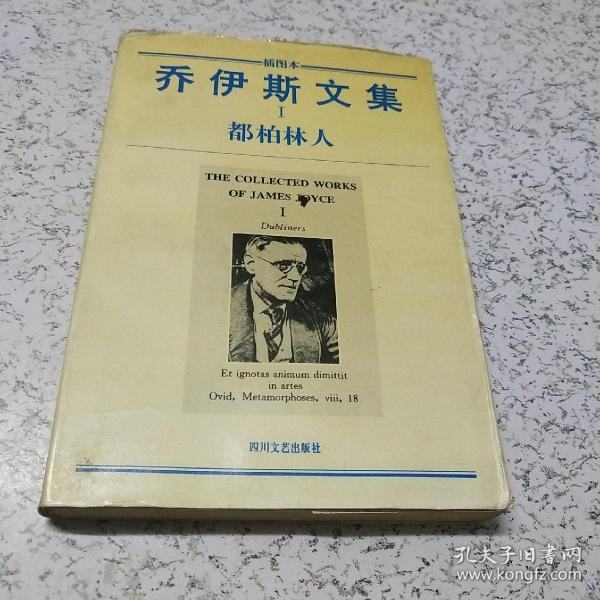 插图本
乔伊斯文集
I
都柏林人
THE COLLECTED WORKS
OF JAMES JOYCE
I
Dubliners
Et ignotas animum dimittit
in artes
Ovid, Metamorphoses, viii, 18
四川文艺出版社
孔夫子旧书网
www.kongfz.com